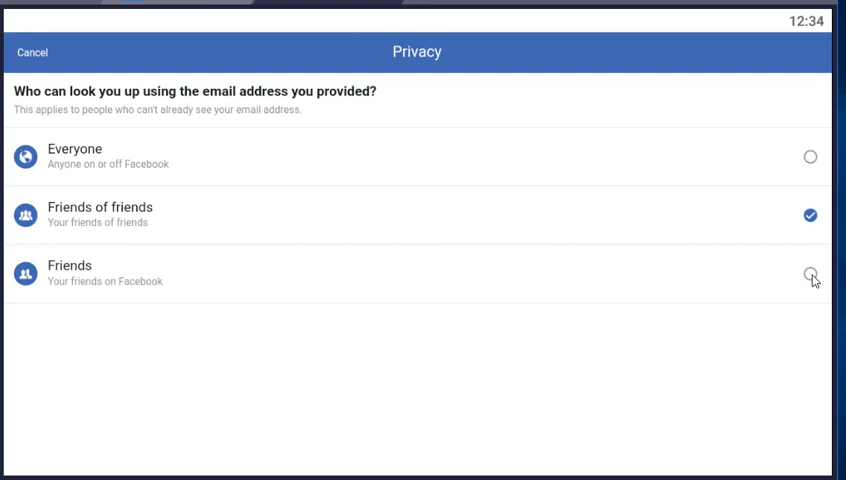 12:34
Cancel
Privacy
Who can look you up using the email address you provided?
This applies to people who can't already see your email address.
Everyone
Anyone on or off Facebook
Friends of friends
Your friends of friends
Friends
Your friends on Facebook